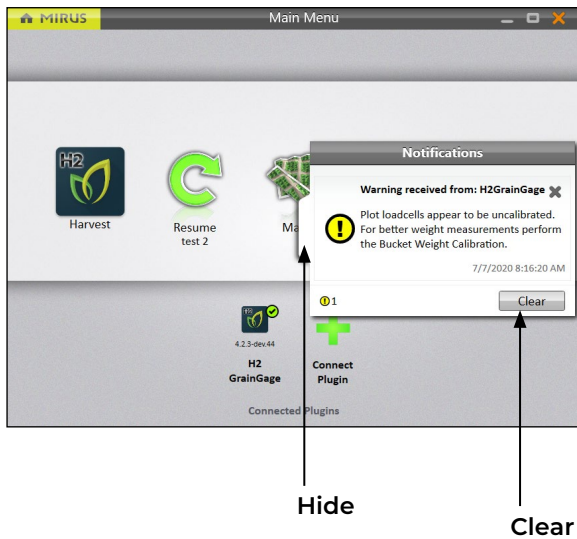 MIRUS
Main Menu
Notifications
Warning received from: H2GrainGage
Plot loadcells appear to be uncalibrated.
For better weight measurements perform
the Bucket Weight Calibration.
7/7/2020 8:16:20 AM
1
Clear
H2
Harvest
Resume
test 2
Ma
4.2.3-dev.44
H2
GrainGage
Connect
Plugin
Connected Plugins
Hide
Clear